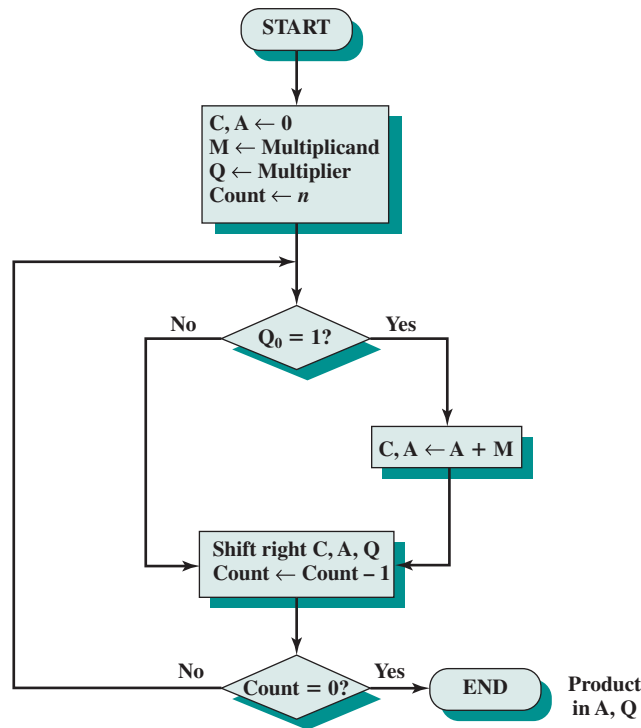 START
C, A ← 0
M ← Multiplicand
Q ← Multiplier
Count ← n
No
Q₀ = 1?
Yes
C, A ← A + M
Shift right C, A, Q
Count ← Count – 1
No
Count = 0?
Yes
END
Product
in A, Q